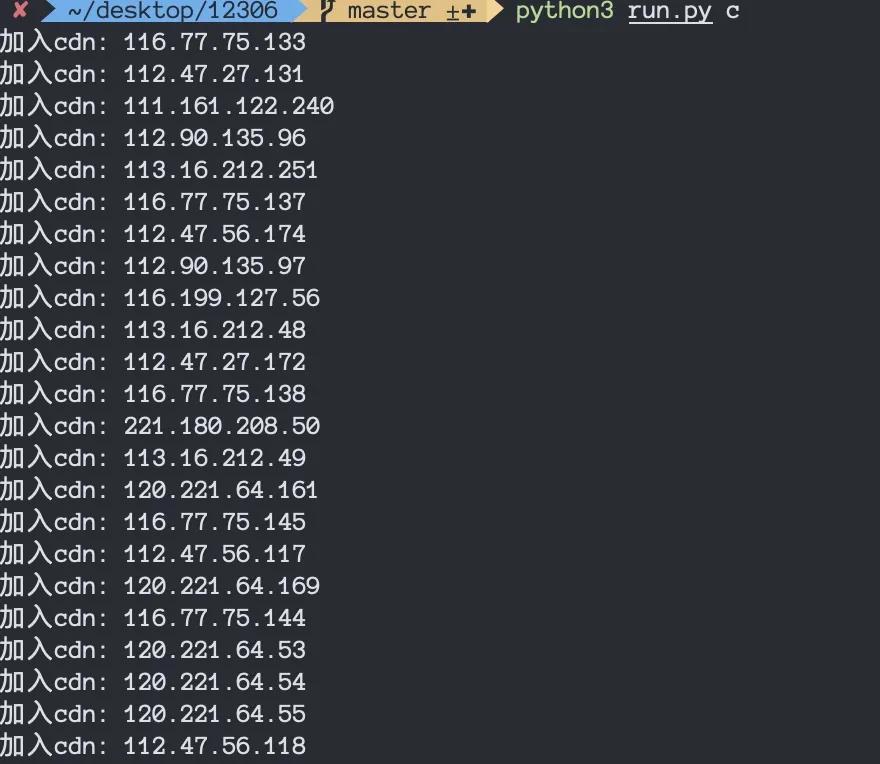 ✗ ~/desktop/12306 master ±✚ python3 run.py c
加入cdn: 116.77.75.133
加入cdn: 112.47.27.131
加入cdn: 111.161.122.240
加入cdn: 112.90.135.96
加入cdn: 113.16.212.251
加入cdn: 116.77.75.137
加入cdn: 112.47.56.174
加入cdn: 112.90.135.97
加入cdn: 116.199.127.56
加入cdn: 113.16.212.48
加入cdn: 112.47.27.172
加入cdn: 116.77.75.138
加入cdn: 221.180.208.50
加入cdn: 113.16.212.49
加入cdn: 120.221.64.161
加入cdn: 116.77.75.145
加入cdn: 112.47.56.117
加入cdn: 120.221.64.169
加入cdn: 116.77.75.144
加入cdn: 120.221.64.53
加入cdn: 120.221.64.54
加入cdn: 120.221.64.55
加入cdn: 112.47.56.118